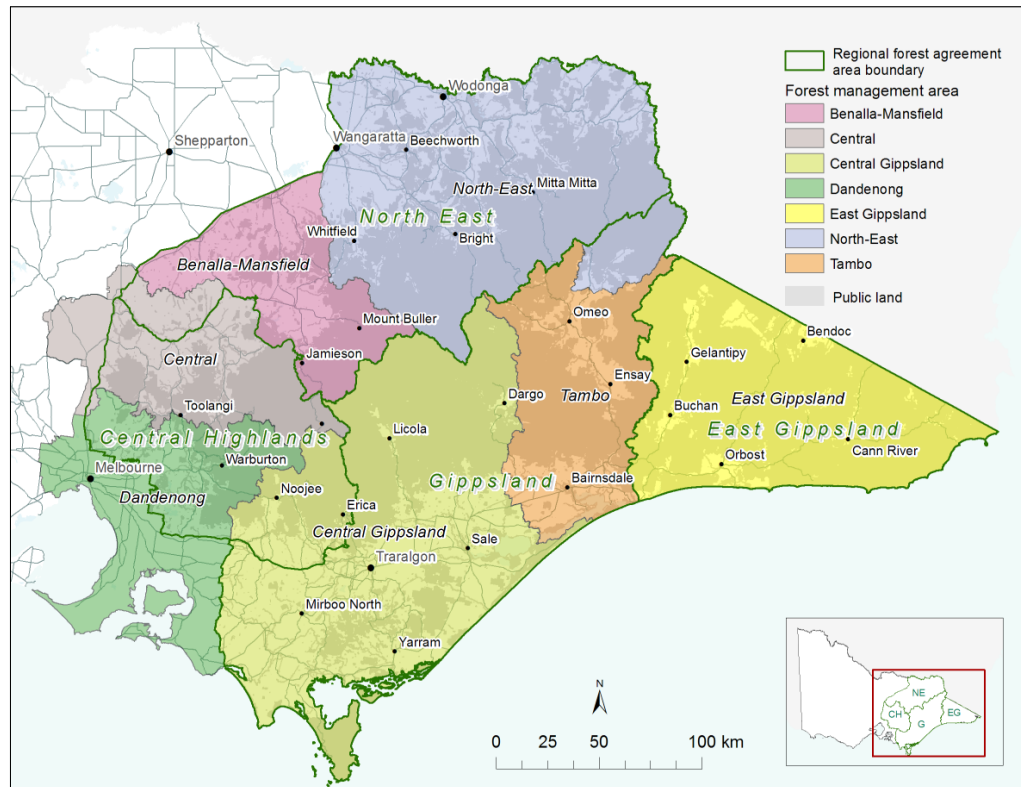 Regional forest agreement
area boundary
Forest management area
Benalla-Mansfield
Central
Central Gippsland
Dandenong
East Gippsland
North-East
Tambo
Public land
Wodonga
Shepparton
Wangaratta
Beechworth
North-East
Mitta Mitta
North East
Whitfield
Bright
Benalla-Mansfield
Mount Buller
Omeo
Bendoc
Central
Jamieson
Gelantipy
Ensay
Dargo
Tambo
East Gippsland
Toolangi
Buchan
Central Highlands
Licola
East Gippsland
Cann River
Warburton
Orbost
Melbourne
Gippsland
Bairnsdale
Dandenong
Noojee
Erica
Central Gippsland
Sale
Traralgon
Mirboo North
Yarram
N
0 25 50 100 km
NE
CH
G
EG